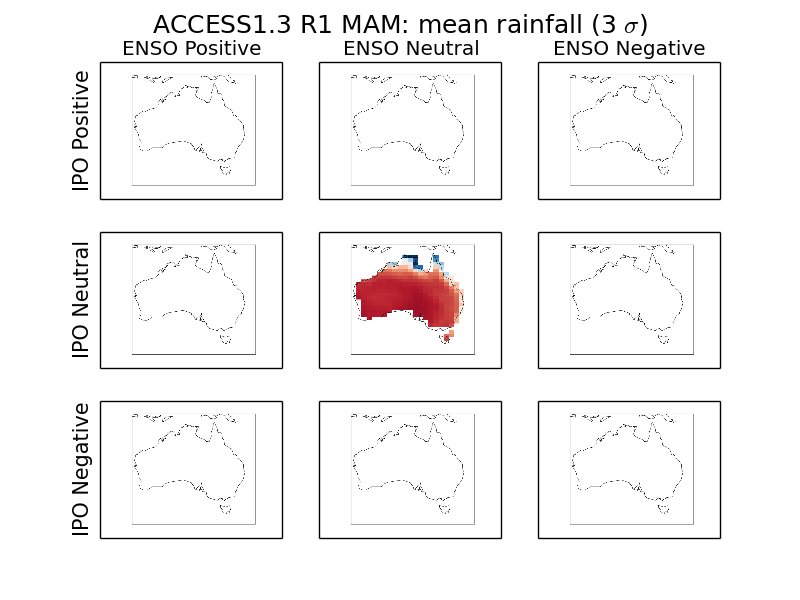 ACCESS1.3 R1 MAM: mean rainfall (3 σ)
ENSO Positive
ENSO Neutral
ENSO Negative
IPO Positive
IPO Neutral
IPO Negative